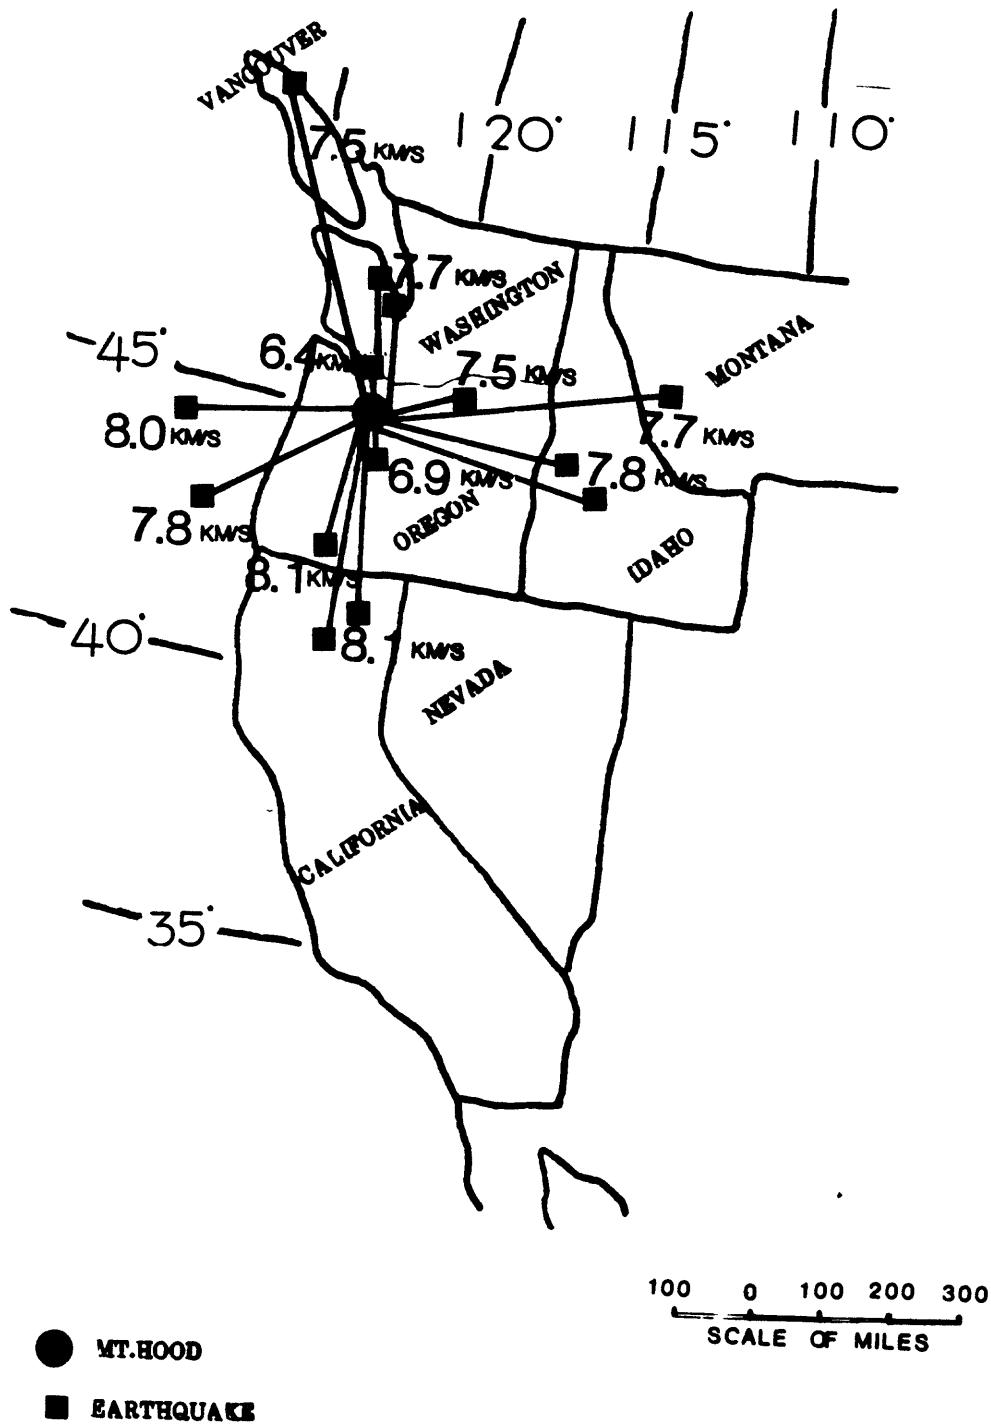 VANCOUVER
7.5 KM/S
120° 115° 110°
7.7 KM/S
WASHINGTON
MONTANA
45°
6.4 KM/S
7.5 KM/S
8.0 KM/S
7.7 KM/S
6.9 KM/S
7.8 KM/S
7.8 KM/S
OREGON
IDAHO
8.1 KM/S
40°
8.1 KM/S
NEVADA
CALIFORNIA
35°
100 0 100 200 300
SCALE OF MILES
MT.HOOD
EARTHQUAKE